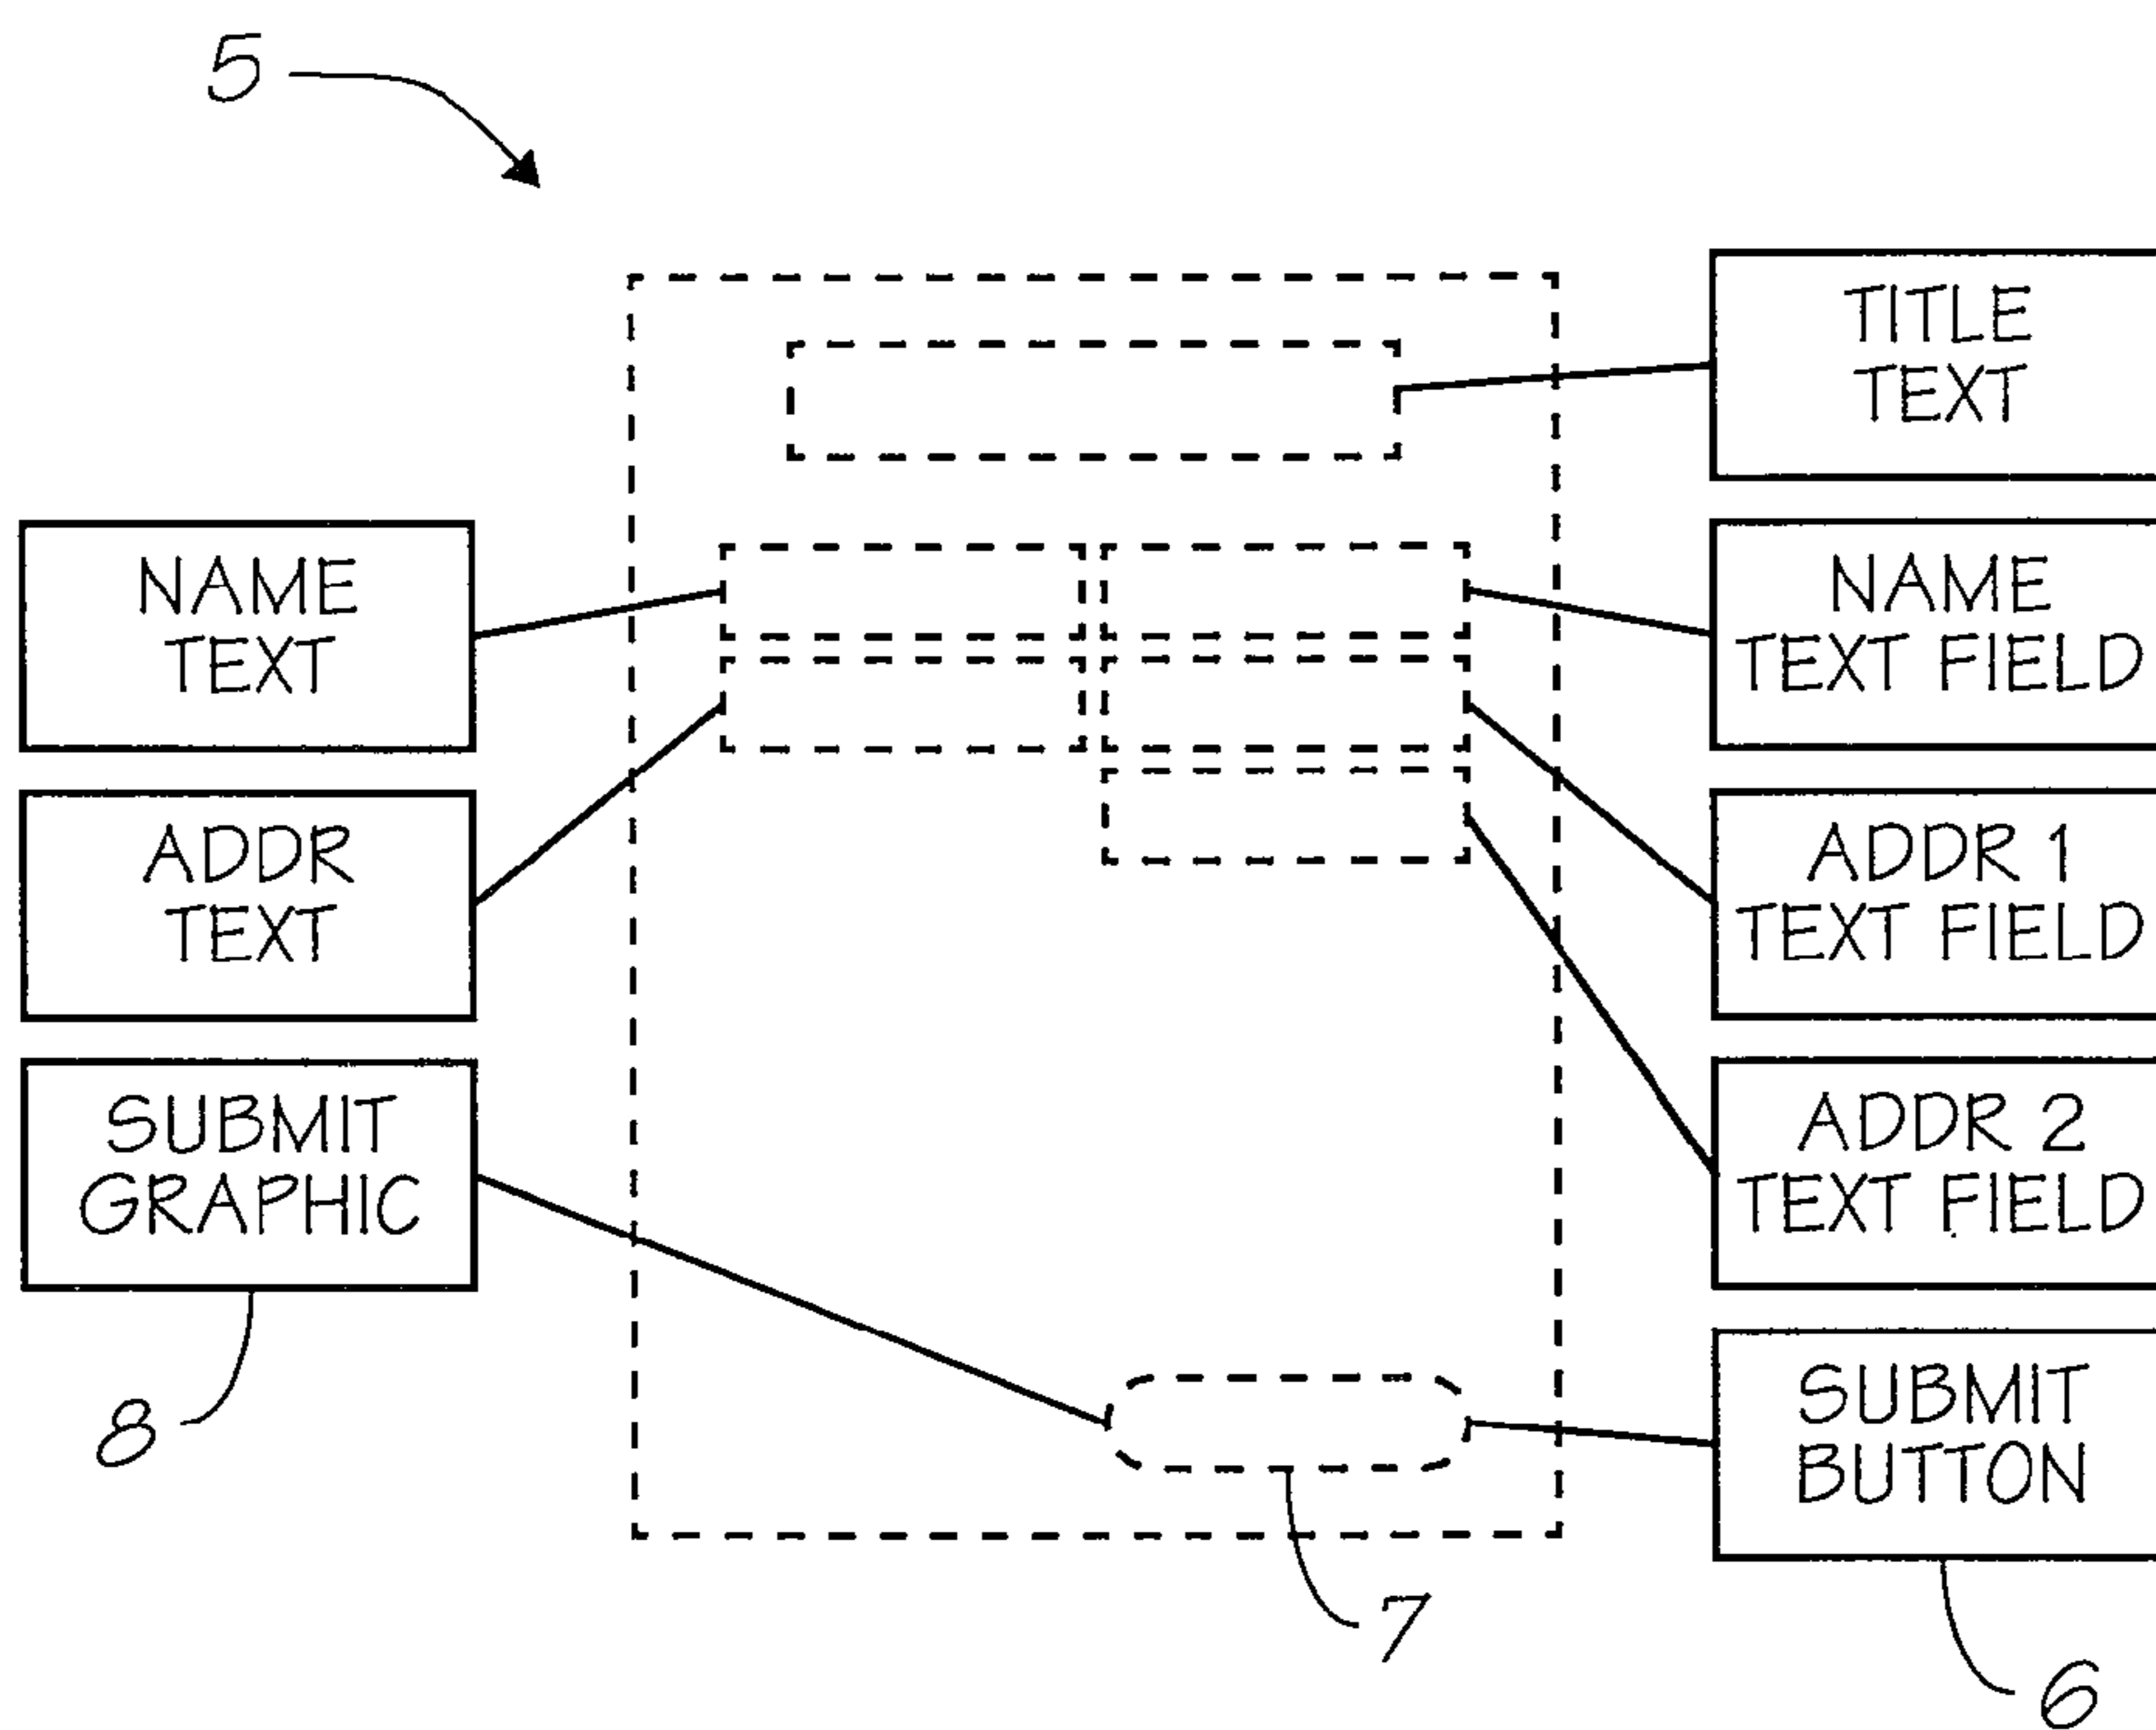 5
TITLE
TEXT
NAME
TEXT
NAME
TEXT FIELD
ADDR
TEXT
ADDR 1
TEXT FIELD
SUBMIT
GRAPHIC
ADDR 2
TEXT FIELD
8
SUBMIT
BUTTON
7
6